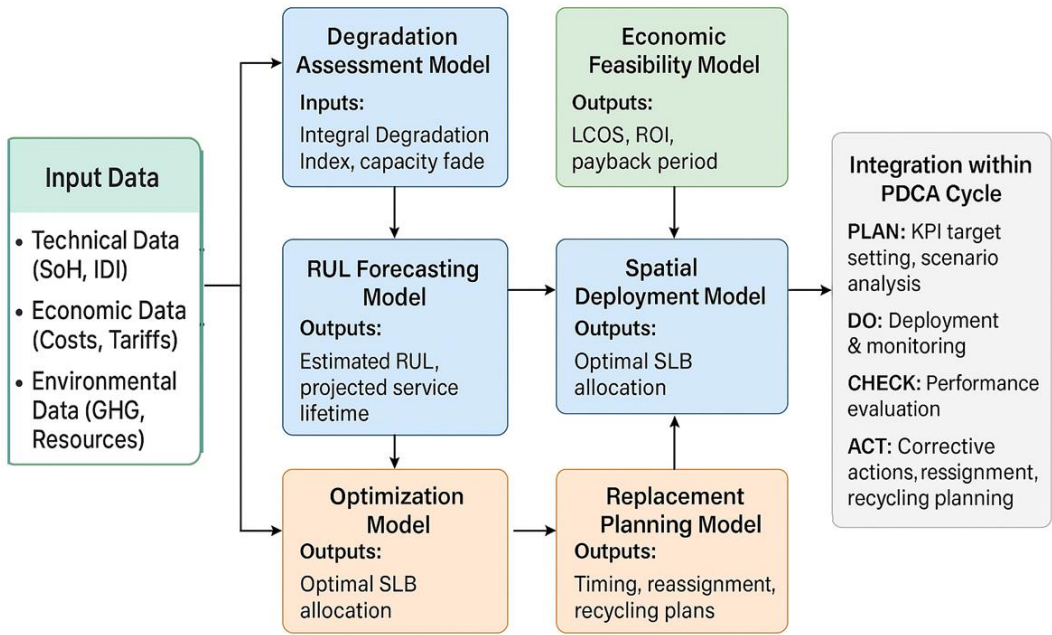 Input Data
• Technical Data
(SoH, IDI)
• Economic Data
(Costs, Tariffs)
• Environmental
Data (GHG,
Resources)
Degradation
Assessment Model
Inputs:
Integral Degradation
Index, capacity fade
Economic
Feasibility Model
Outputs:
LCOS, ROI,
payback period
RUL Forecasting
Model
Outputs:
Estimated RUL,
projected service
lifetime
Spatial
Deployment Model
Outputs:
Optimal SLB
allocation
Optimization
Model
Outputs:
Optimal SLB
allocation
Replacement
Planning Model
Outputs:
Timing, reassignment,
recycling plans
Integration within
PDCA Cycle
PLAN: KPI target
setting, scenario
analysis
DO: Deployment
& monitoring
CHECK: Performance
evaluation
ACT: Corrective
actions, ressignment,
recycling planning